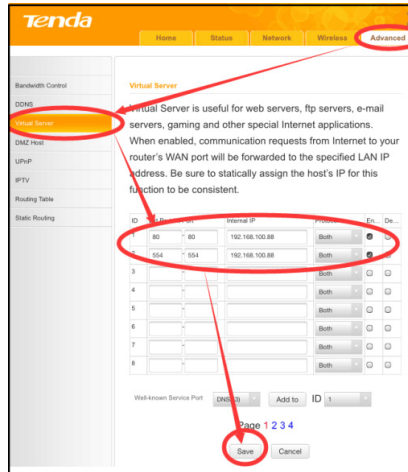 Tenda
Home Status Network Wireless Advanced
Bandwidth Control
DDNS
Virtual Server
DMZ Host
UPnP
IPTV
Routing Table
Static Routing
Virtual Server
Virtual Server is useful for web servers, ftp servers, e-mail
servers, gaming and other special Internet applications.
When enabled, communication requests from Internet to your
router's WAN port will be forwarded to the specified LAN IP
address. Be sure to statically assign the host's IP for this
function to be consistent.
ID Internal IP En... De...
1 80 - 80 192.168.100.88 Both
2 554 - 554 192.168.100.88 Both
3 - Both
4 - Both
5 - Both
6 - Both
7 - Both
8 - Both
Well-known Service Port Add to ID 1
Page 1 2 3 4
Save Cancel